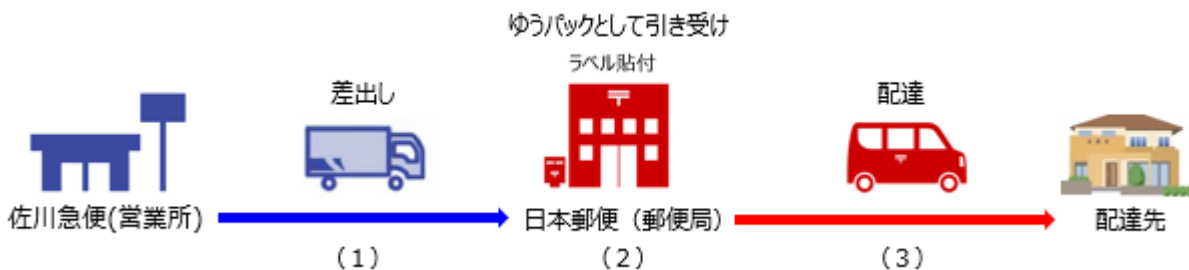 ゆうパックとして引き受け
ラベル貼付
差出し
配達
佐川急便(営業所)
日本郵便（郵便局）
配達先
（1）
（2）
（3）